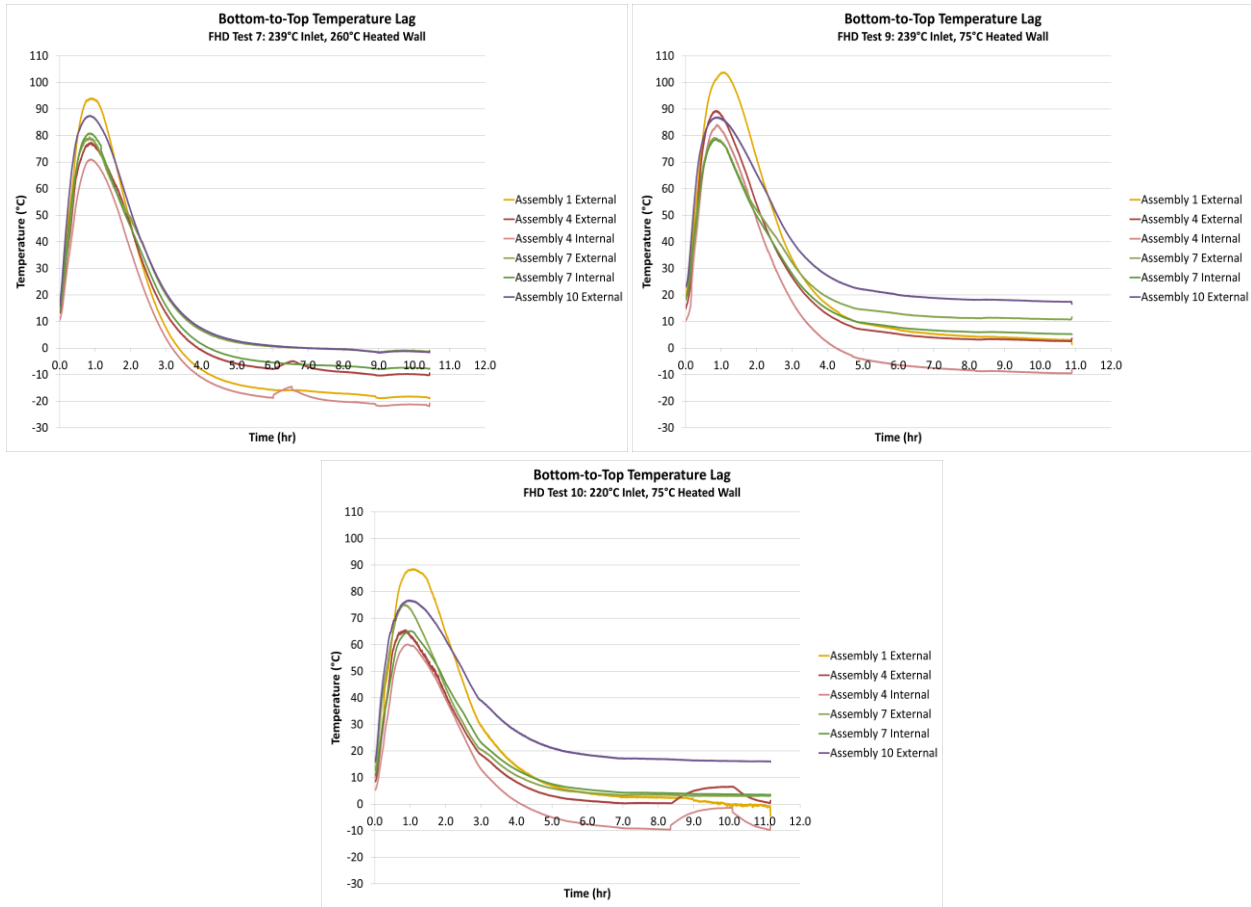 Bottom-to-Top Temperature Lag
FHD Test 7: 239°C Inlet, 260°C Heated Wall
110
100
90
80
70
60
50
40
30
20
10
0
-10
-20
-30
Temperature (°C)
0.0 1.0 2.0 3.0 4.0 5.0 6.0 7.0 8.0 9.0 10.0 11.0 12.0
Time (hr)
Assembly 1 External
Assembly 4 External
Assembly 4 Internal
Assembly 7 External
Assembly 7 Internal
Assembly 10 External
Bottom-to-Top Temperature Lag
FHD Test 9: 239°C Inlet, 75°C Heated Wall
110
100
90
80
70
60
50
40
30
20
10
0
-10
-20
-30
Temperature (°C)
0.0 1.0 2.0 3.0 4.0 5.0 6.0 7.0 8.0 9.0 10.0 11.0 12.0
Time (hr)
Assembly 1 External
Assembly 4 External
Assembly 4 Internal
Assembly 7 External
Assembly 7 Internal
Assembly 10 External
Bottom-to-Top Temperature Lag
FHD Test 10: 220°C Inlet, 75°C Heated Wall
110
100
90
80
70
60
50
40
30
20
10
0
-10
-20
-30
Temperature (°C)
0.0 1.0 2.0 3.0 4.0 5.0 6.0 7.0 8.0 9.0 10.0 11.0 12.0
Time (hr)
Assembly 1 External
Assembly 4 External
Assembly 4 Internal
Assembly 7 External
Assembly 7 Internal
Assembly 10 External